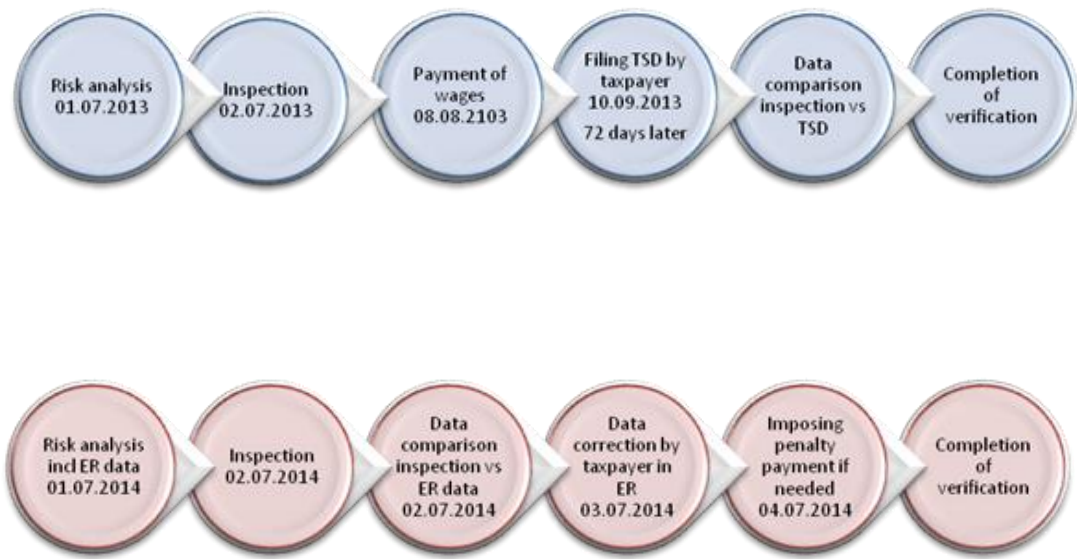 Risk analysis
01.07.2013
Inspection
02.07.2013
Payment of
wages
08.08.2103
Filing TSD by
taxpayer
10.09.2013
72 days later
Data
comparison
inspection vs
TSD
Completion
of
verification
Risk analysis
incl ER data
01.07.2014
Inspection
02.07.2014
Data
comparison
inspection vs
ER data
02.07.2014
Data
correction by
taxpayer in
ER
03.07.2014
Imposing
penalty
payment if
needed
04.07.2014
Completion
of
verification